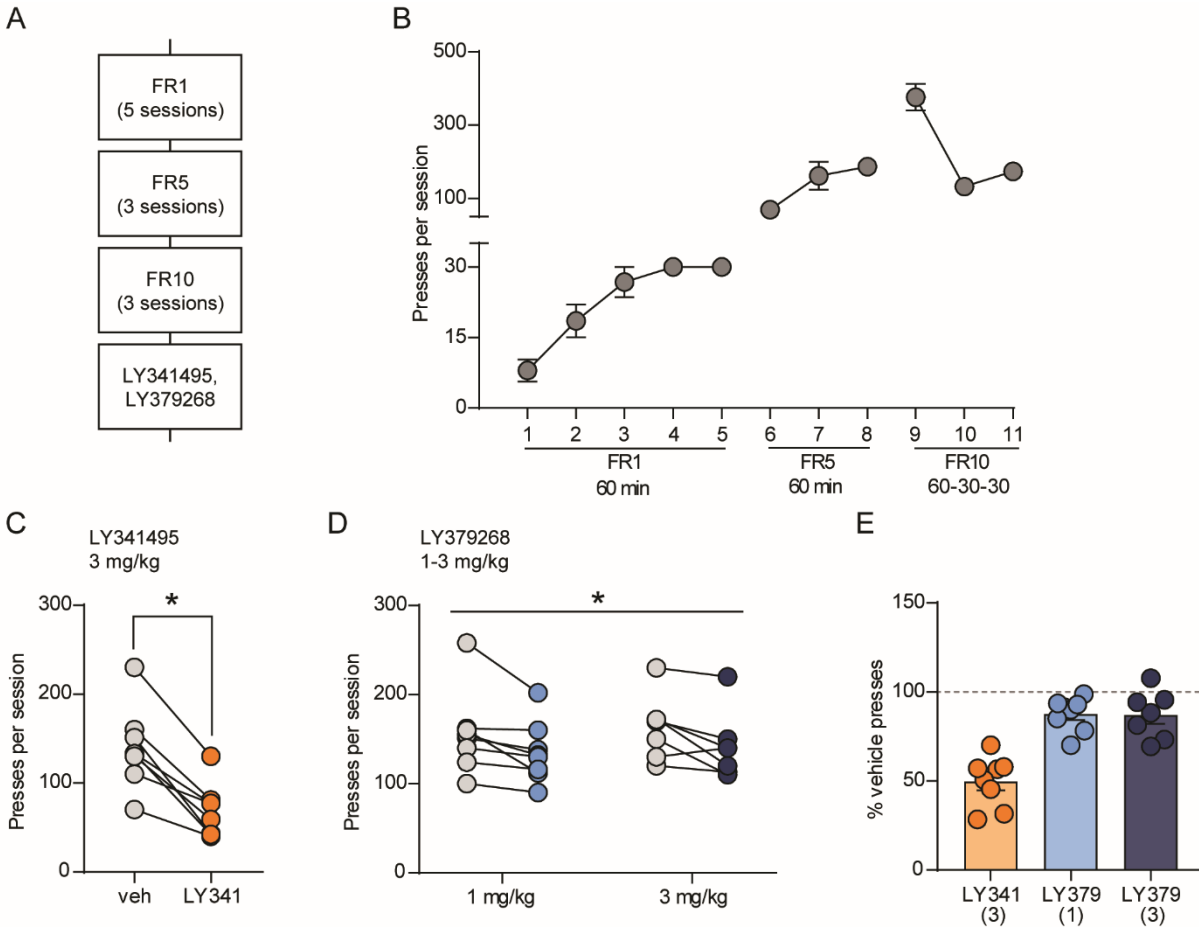 A
FR1
(5 sessions)
FR5
(3 sessions)
FR10
(3 sessions)
LY341495,
LY379268
B
Presses per session
500
300
100
30
15
0
1 2 3 4 5 6 7 8 9 10 11
FR1 FR5 FR10
60 min 60 min 60-30-30
C
LY341495
3 mg/kg
*
Presses per session
300
200
100
0
veh LY341
D
LY379268
1-3 mg/kg
*
Presses per session
300
200
100
0
1 mg/kg 3 mg/kg
E
% vehicle presses
150
100
50
0
LY341 LY379 LY379
(3) (1) (3)